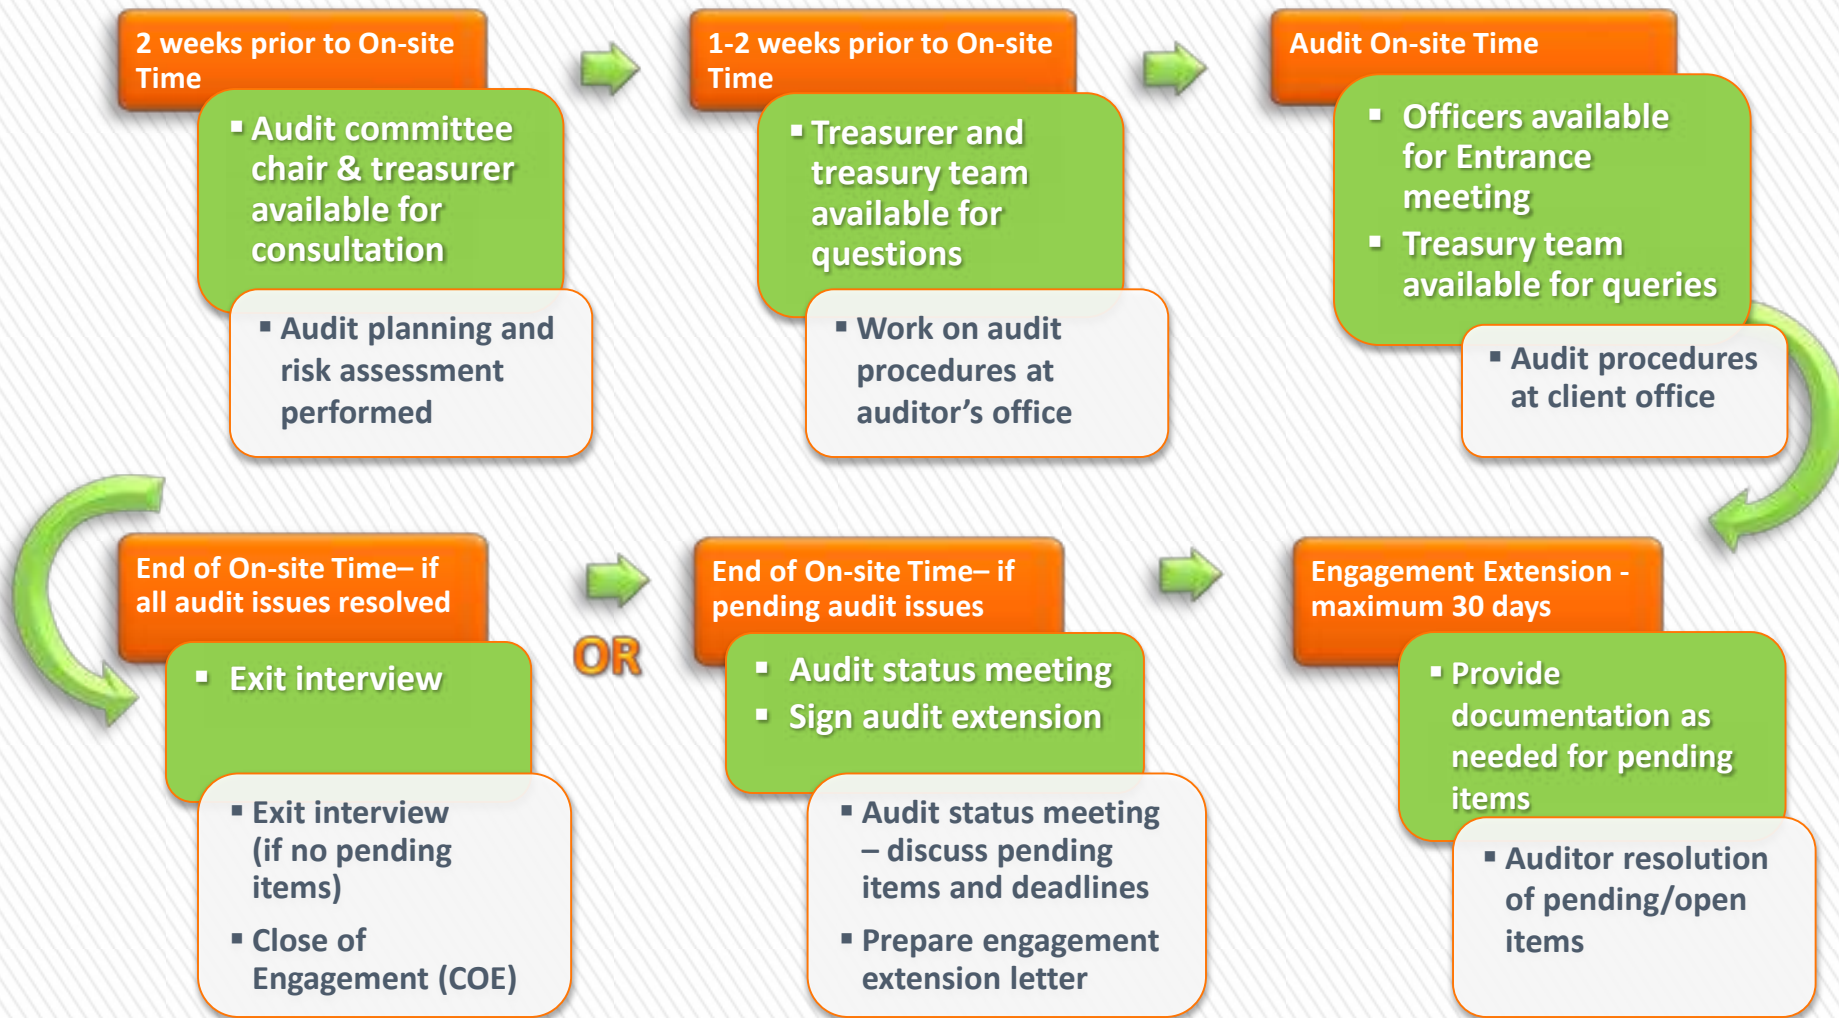 2 weeks prior to On-site
Time
▪ Audit committee
chair & treasurer
available for
consultation
▪ Audit planning and
risk assessment
performed
1-2 weeks prior to On-site
Time
▪ Treasurer and
treasury team
available for
questions
▪ Work on audit
procedures at
auditor’s office
Audit On-site Time
▪ Officers available
for Entrance
meeting
▪ Treasury team
available for queries
▪ Audit procedures
at client office
End of On-site Time– if
all audit issues resolved
▪ Exit interview
▪ Exit interview
(if no pending
items)
▪ Close of
Engagement (COE)
OR
End of On-site Time– if
pending audit issues
▪ Audit status meeting
▪ Sign audit extension
▪ Audit status meeting
– discuss pending
items and deadlines
▪ Prepare engagement
extension letter
Engagement Extension -
maximum 30 days
▪ Provide
documentation as
needed for pending
items
▪ Auditor resolution
of pending/open
items